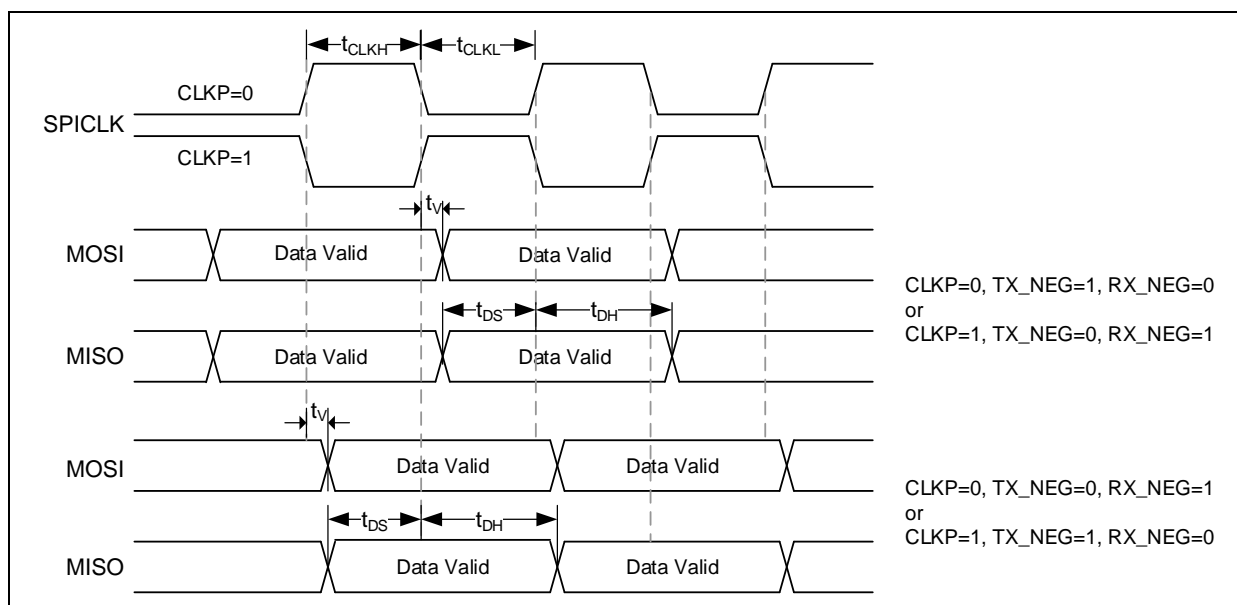 tCLKH
tCLKL
CLKP=0
SPICLK
CLKP=1
tV
MOSI
Data Valid
Data Valid
CLKP=0, TX_NEG=1, RX_NEG=0
or
CLKP=1, TX_NEG=0, RX_NEG=1
tDS
tDH
MISO
Data Valid
Data Valid
tV
MOSI
Data Valid
Data Valid
CLKP=0, TX_NEG=0, RX_NEG=1
or
CLKP=1, TX_NEG=1, RX_NEG=0
tDS
tDH
MISO
Data Valid
Data Valid